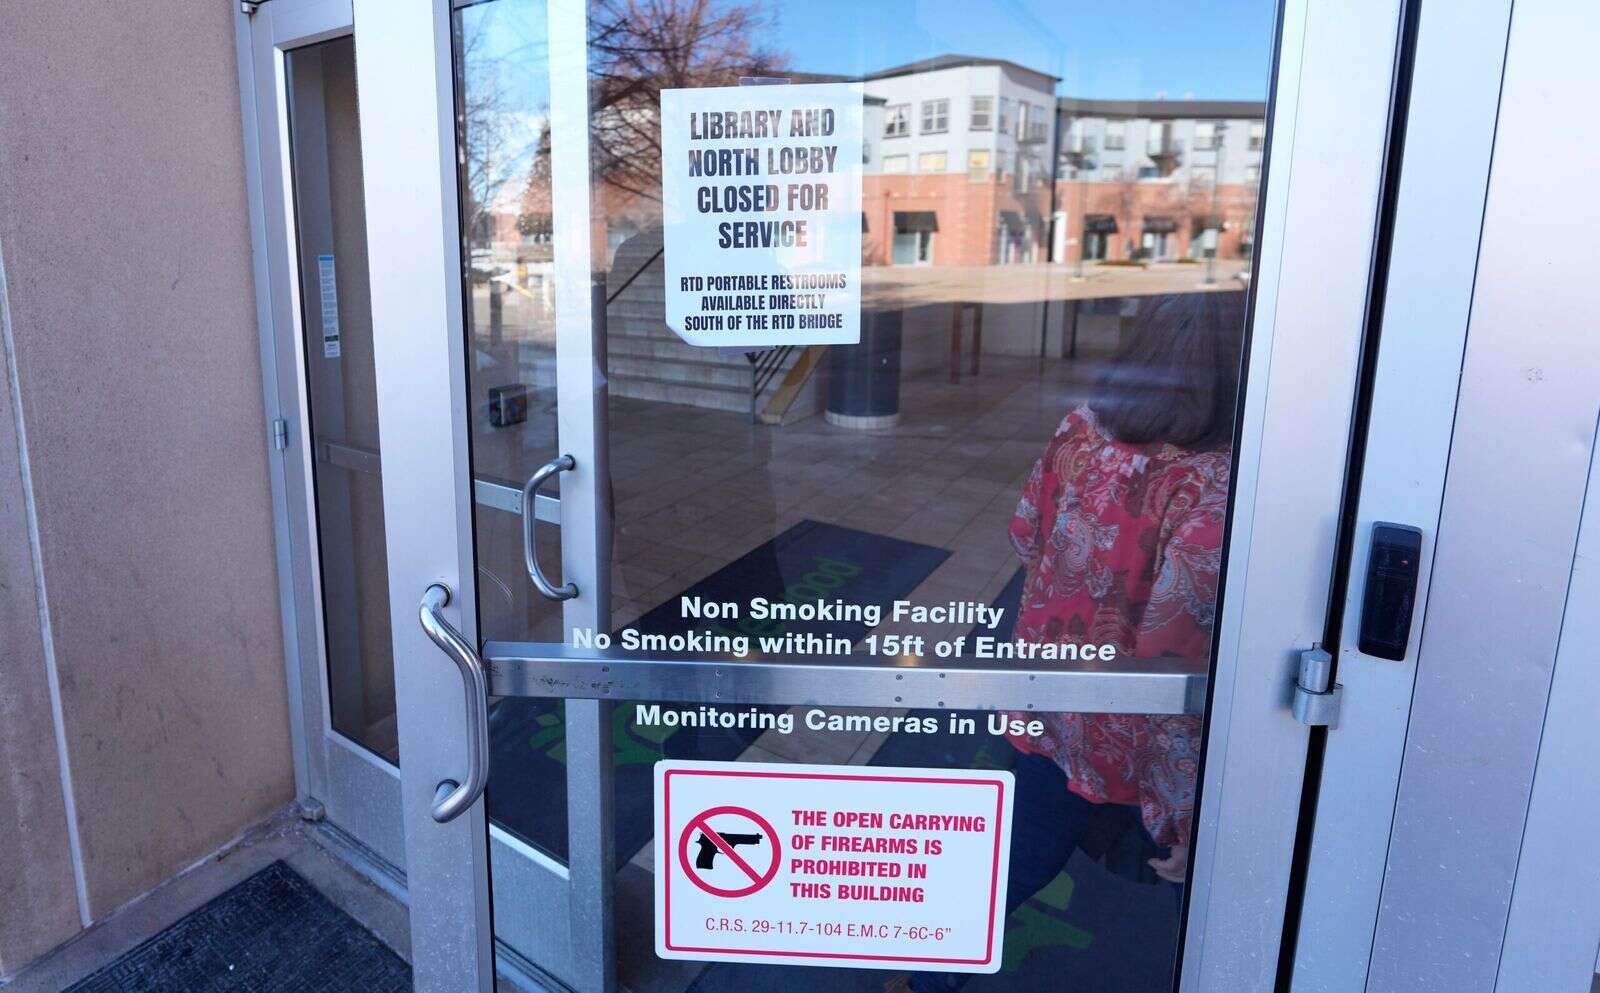 LIBRARY AND
NORTH LOBBY
CLOSED FOR
SERVICE
RTD PORTABLE RESTROOMS
AVAILABLE DIRECTLY
SOUTH OF THE RTD BRIDGE
Non Smoking Facility
No Smoking within 15ft of Entrance
Monitoring Cameras in Use
THE OPEN CARRYING
OF FIREARMS IS
PROHIBITED IN
THIS BUILDING
C.R.S. 29-11.7-104 E.M.C 7-6C-6"